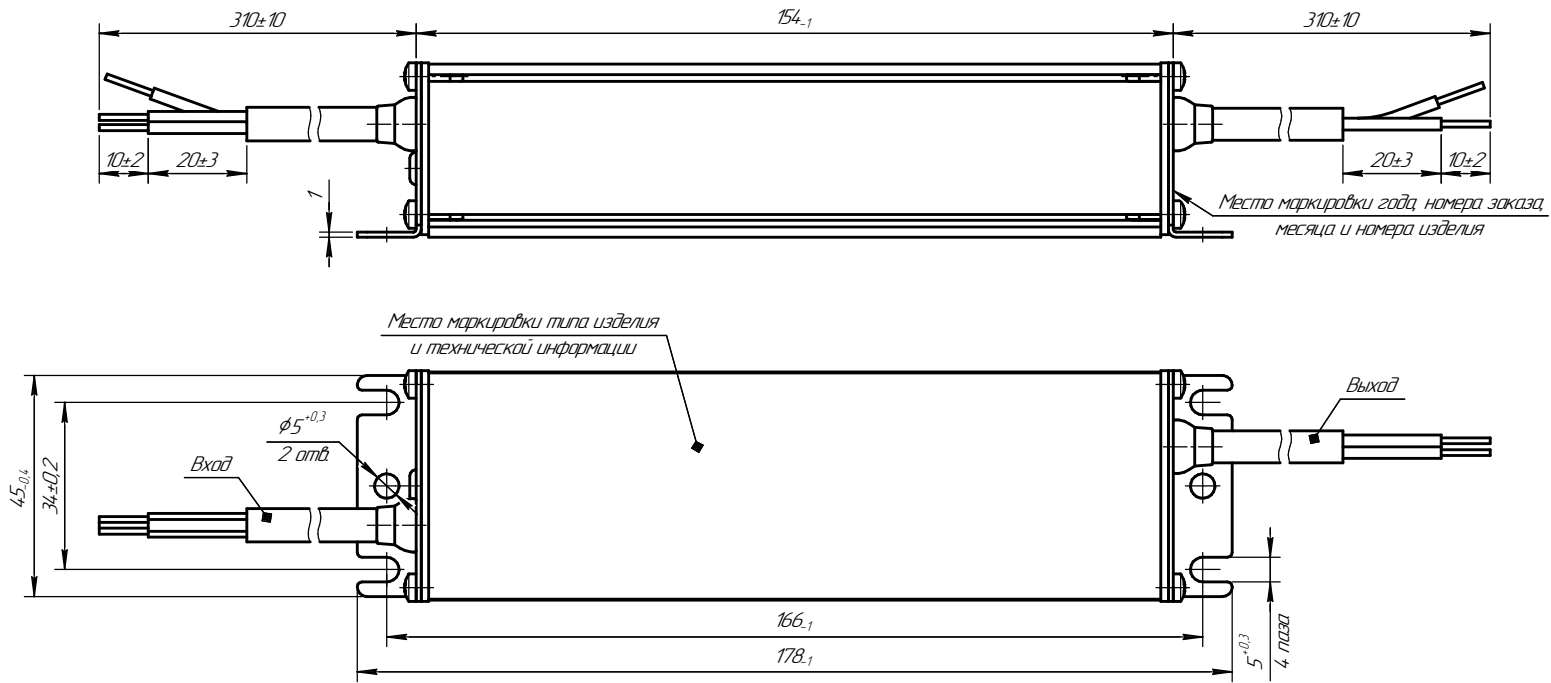 310±10
154-1
310±10
10±2
20±3
20±3
10±2
1
Место маркировки года, номера заказа,
месяца и номера изделия
Место маркировки типа изделия
и технической информации
Выход
ϕ5+0,3
2 отв.
Вход
45-0,4
34±0,2
166-1
178-1
5+0,3
4 паза